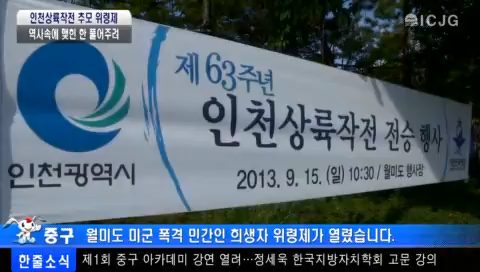 인천상륙작전 추모 위령제
역사속에 맺힌 한 풀어주려
ICJG
제63주년
인천상륙작전 전승 행사
인천광역시
2013. 9. 15. (일) 10:30 / 월미도 행사장
중구 월미도 미군 폭격 민간인 희생자 위령제가 열렸습니다.
한줄소식 제1회 중구 아카데미 강연 열려···정세욱 한국지방자치학회 고문 강의